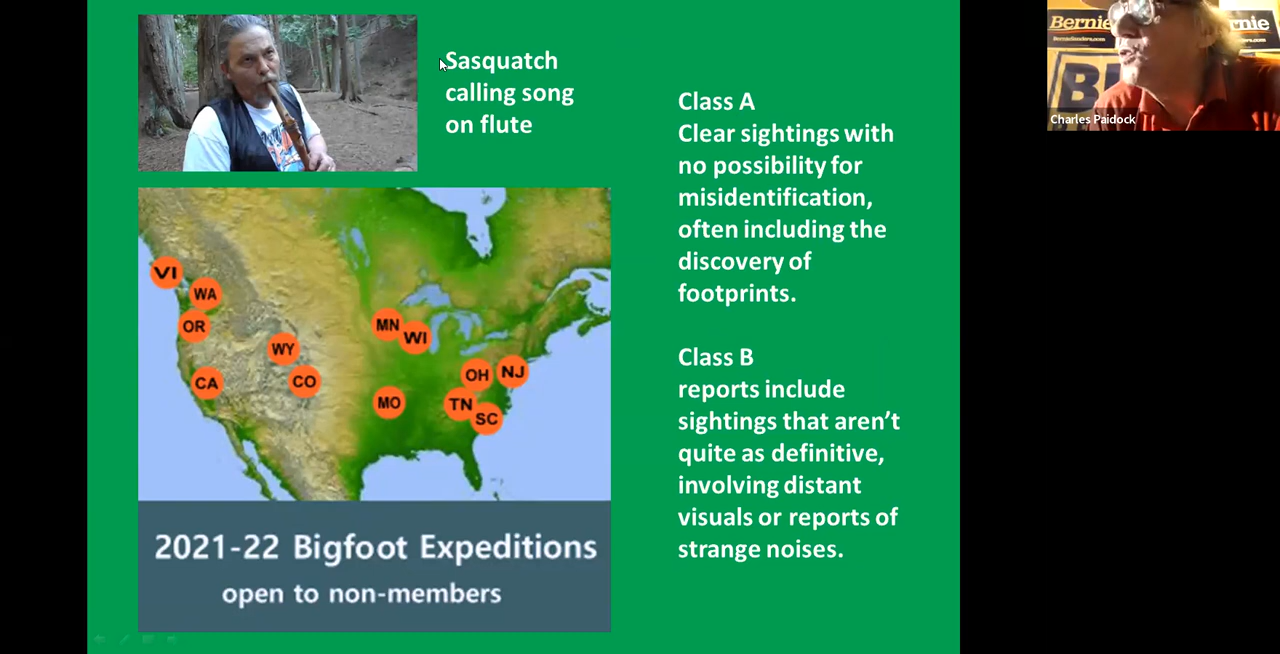 Sasquatch
calling song
on flute
Class A
Clear sightings with
no possibility for
misidentification,
often including the
discovery of
footprints.
Class B
reports include
sightings that aren't
quite as definitive,
involving distant
visuals or reports of
strange noises.
VI
WA
OR
CA
WY
CO
MN
WI
MO
OH
NJ
TN
SC
2021-22 Bigfoot Expeditions
open to non-members
Bernie
rnie
Charles Paidock